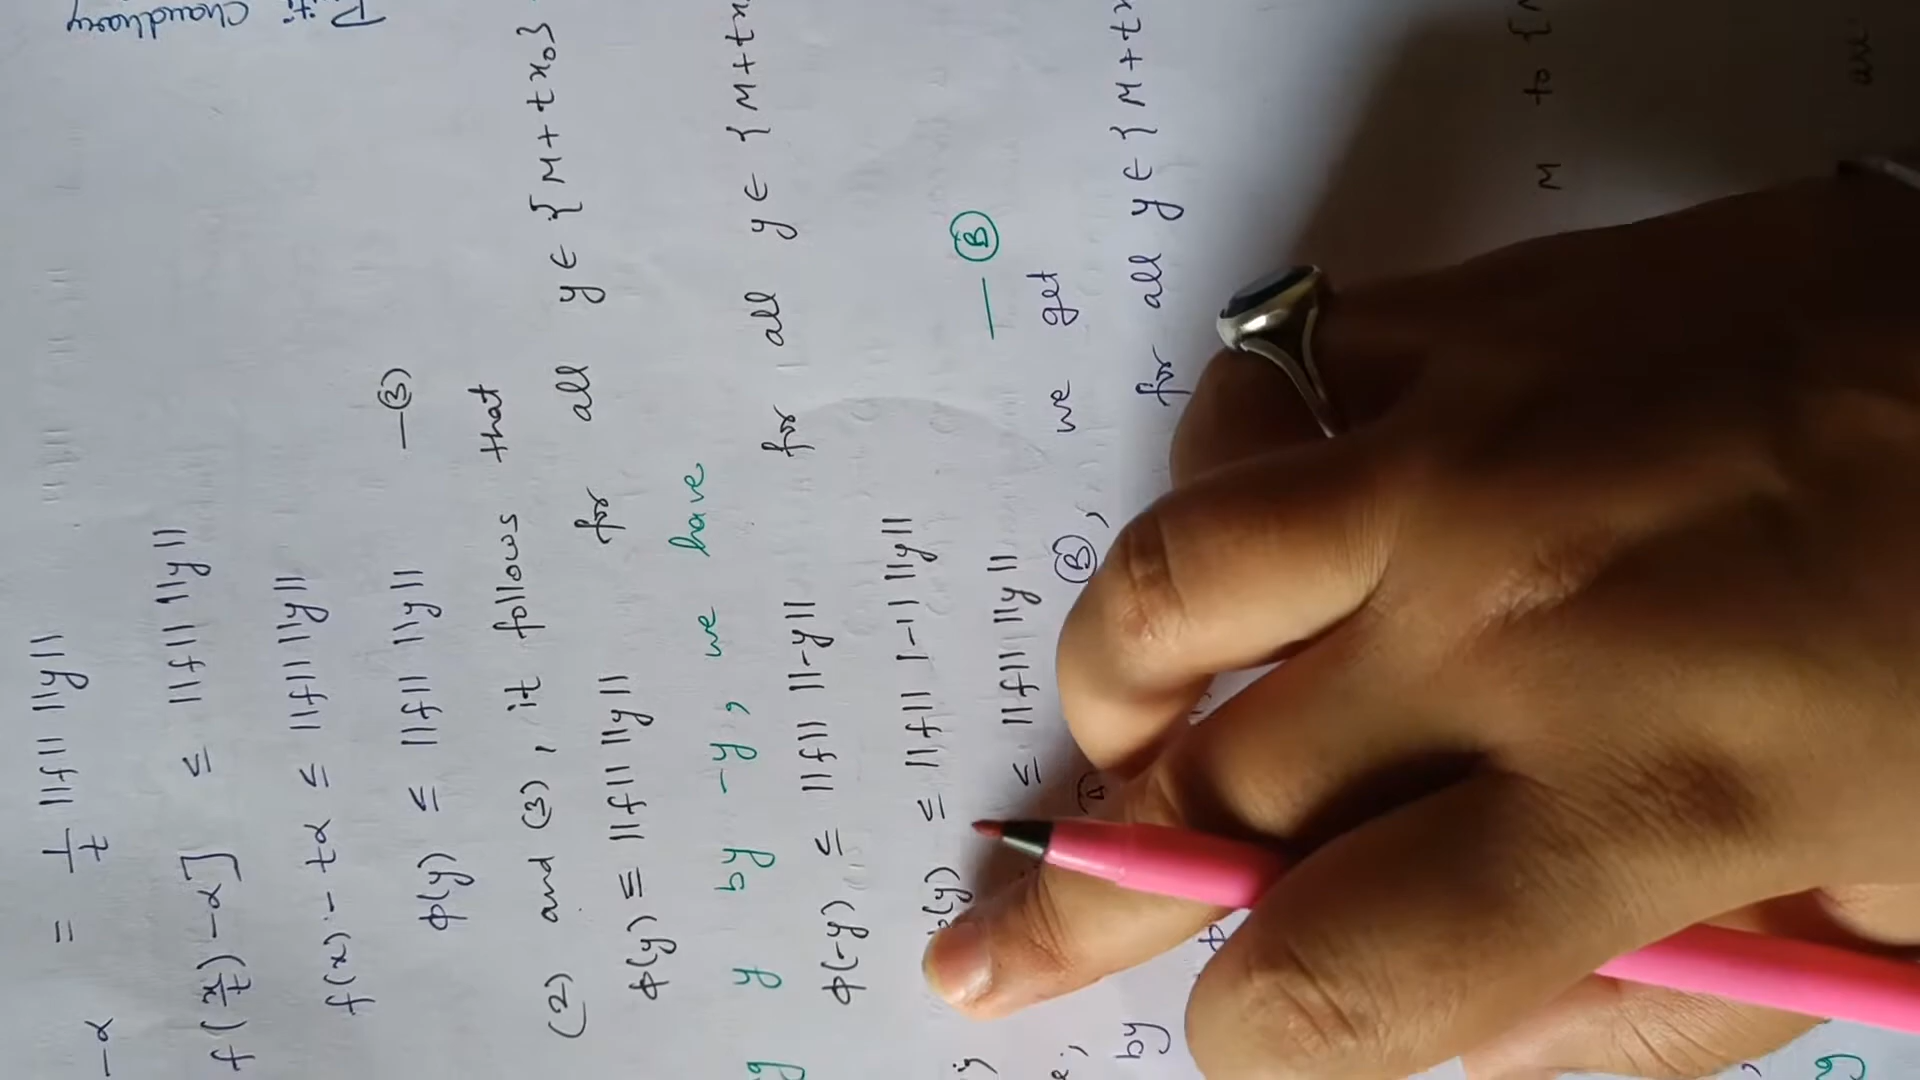 Chaudhary
-α = 1/t ||f|| ||y||
f(x/t) - α] ≤ ||f|| ||y||
f(x) - tα ≤ ||f|| ||y||
φ(y) ≤ ||f|| ||y|| —(3)
(2) and (3), it follows that
φ(y) ≤ ||f|| ||y|| for all y ∈ {M+tx₀}
y by -y, we have
φ(-y) ≤ ||f|| ||-y|| for all y ∈ {M+tx
(y) ≤ ||f|| |-1| ||y||
≤ ||f|| ||y|| — (B)
(A) (B), we get
for all y ∈ {M+tx
by
M to {M
are